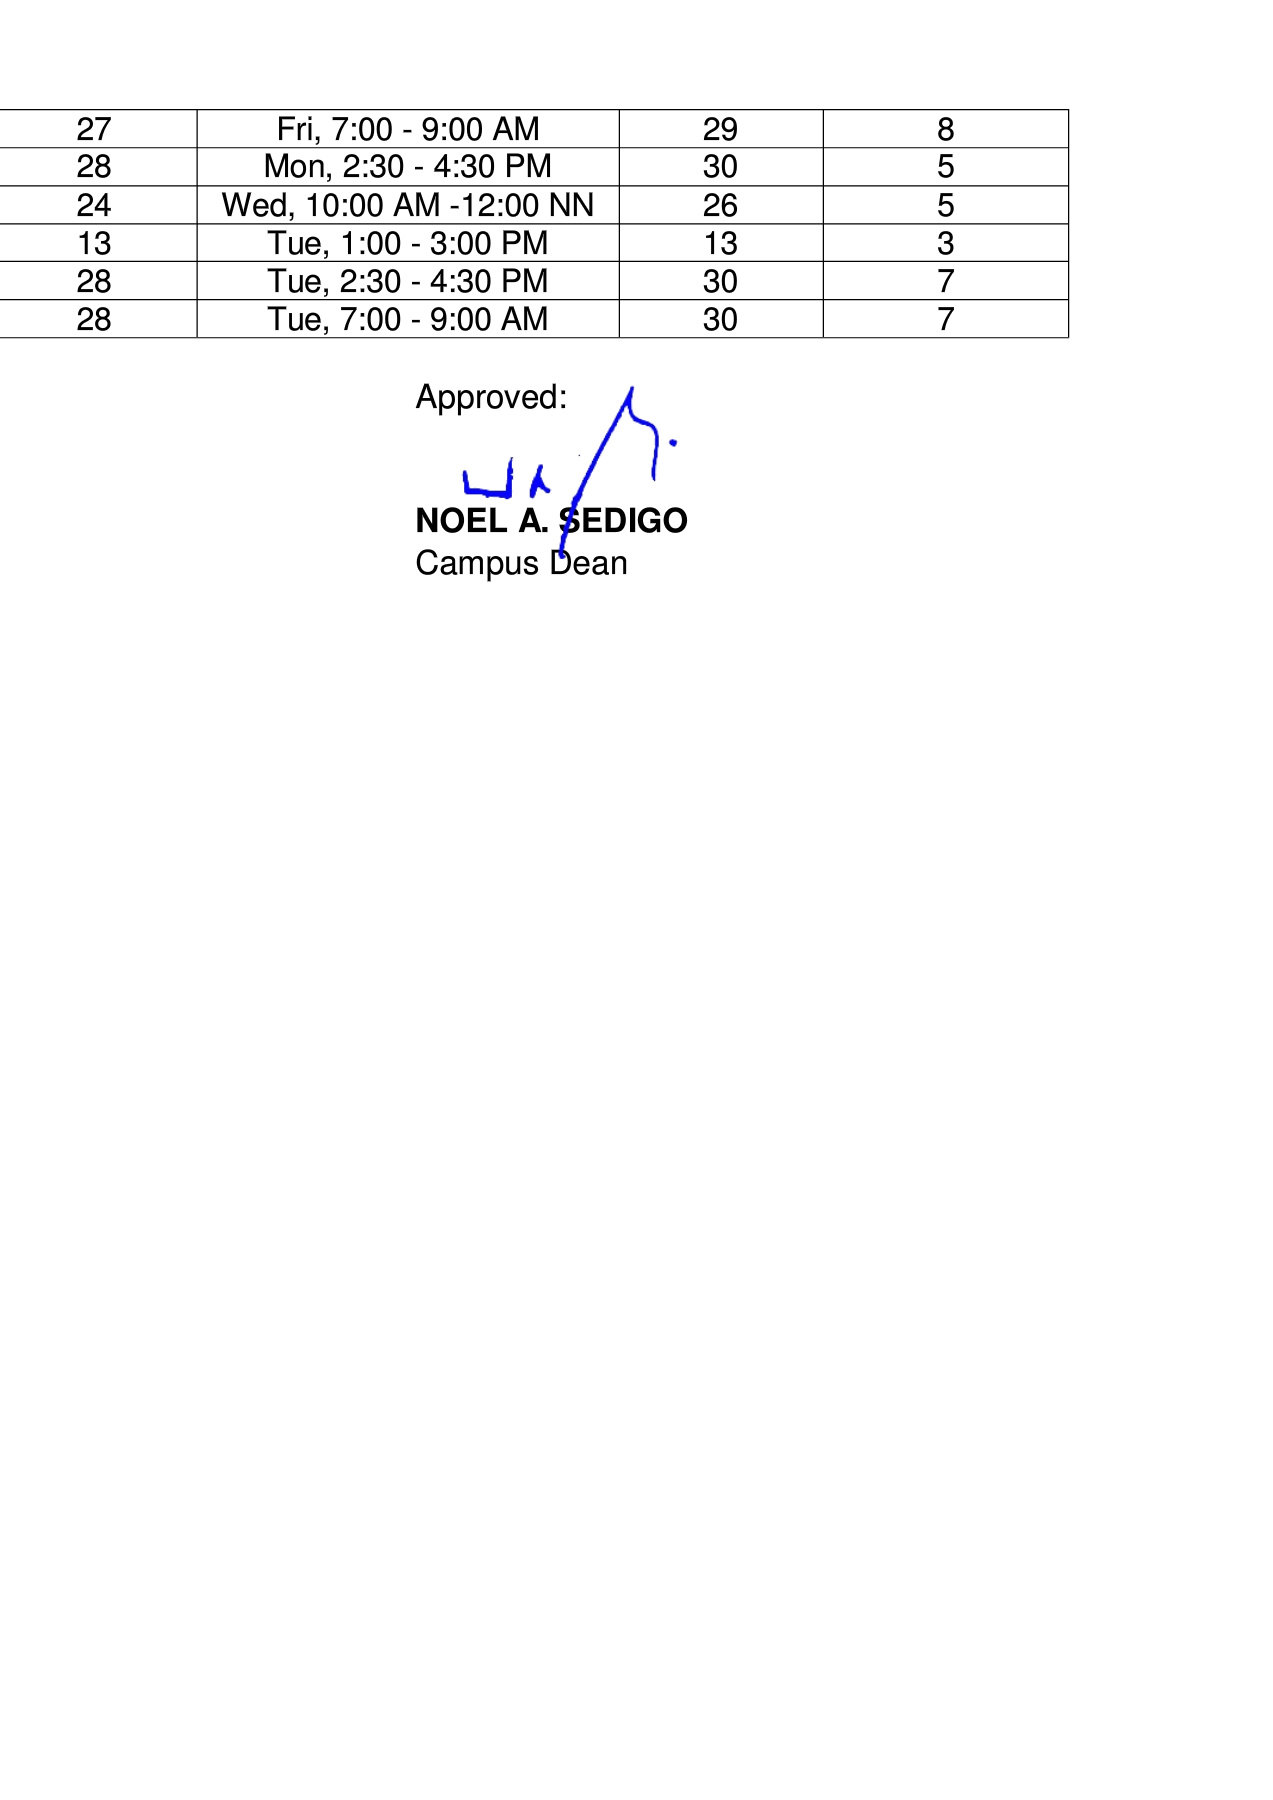 27 Fri, 7:00 - 9:00 AM 29 8
28 Mon, 2:30 - 4:30 PM 30 5
24 Wed, 10:00 AM -12:00 NN 26 5
13 Tue, 1:00 - 3:00 PM 13 3
28 Tue, 2:30 - 4:30 PM 30 7
28 Tue, 7:00 - 9:00 AM 30 7
Approved:
NOEL A. SEDIGO
Campus Dean